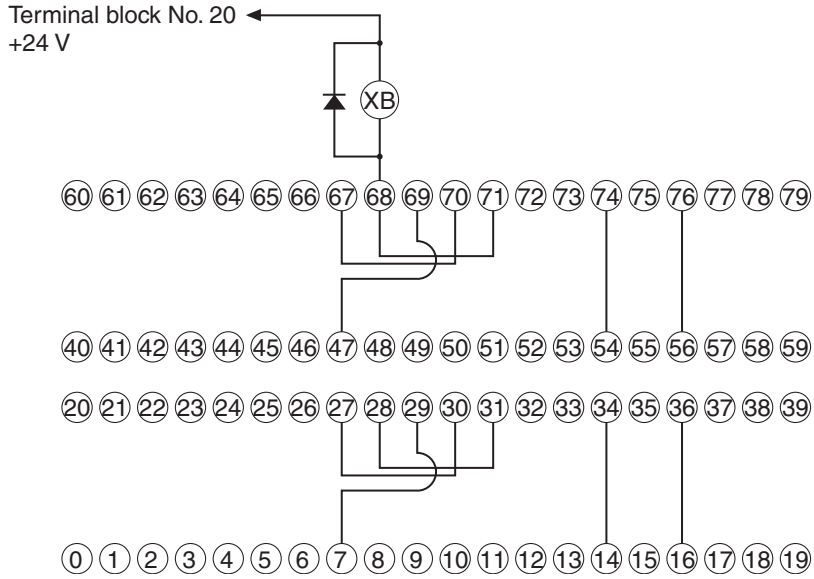 Terminal block No. 20
+24 V
XB
60 61 62 63 64 65 66 67 68 69 70 71 72 73 74 75 76 77 78 79
40 41 42 43 44 45 46 47 48 49 50 51 52 53 54 55 56 57 58 59
20 21 22 23 24 25 26 27 28 29 30 31 32 33 34 35 36 37 38 39
0 1 2 3 4 5 6 7 8 9 10 11 12 13 14 15 16 17 18 19